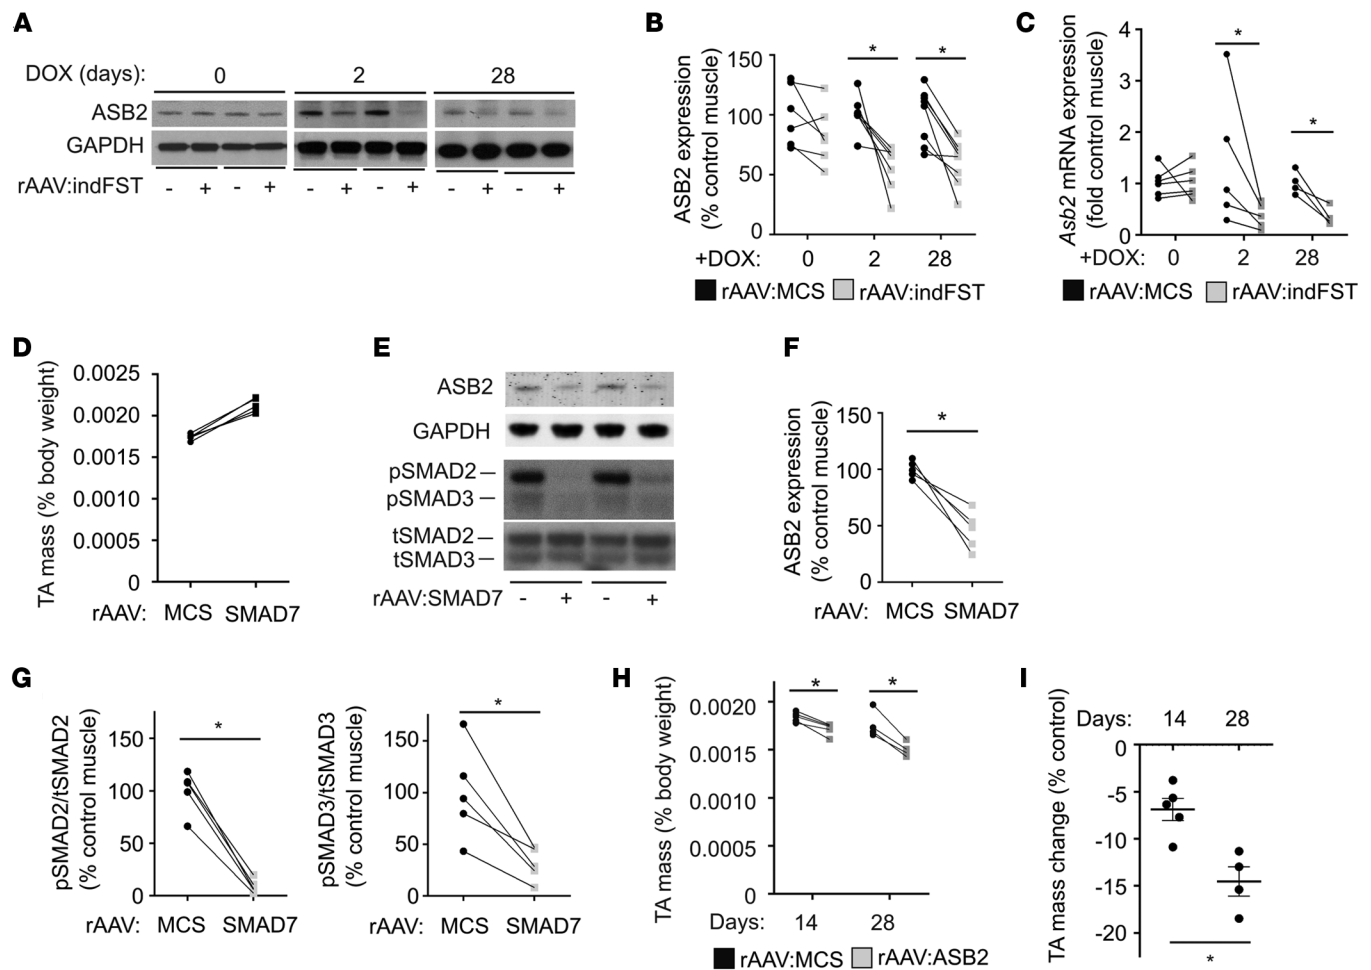 A
DOX (days): 0 2 28
ASB2
GAPDH
rAAV:indFST - + - + - + - + - + - +
B
ASB2 expression
(% control muscle)
150
100
50
0
*
*
+DOX: 0 2 28
rAAV:MCS rAAV:indFST
C
Asb2 mRNA expression
(fold control muscle)
4
3
2
1
0
*
*
+DOX: 0 2 28
rAAV:MCS rAAV:indFST
D
TA mass (% body weight)
0.0025
0.0020
0.0015
0.0010
0.0005
0
rAAV: MCS SMAD7
E
ASB2
GAPDH
pSMAD2
pSMAD3
tSMAD2
tSMAD3
rAAV:SMAD7 - + - +
F
ASB2 expression
(% control muscle)
150
100
50
0
*
rAAV: MCS SMAD7
G
pSMAD2/tSMAD2
(% control muscle)
150
100
50
0
*
rAAV: MCS SMAD7
pSMAD3/tSMAD3
(% control muscle)
150
100
50
0
*
rAAV: MCS SMAD7
H
TA mass (% body weight)
0.0020
0.0015
0.0010
0.0005
0
*
*
Days: 14 28
rAAV:MCS rAAV:ASB2
I
TA mass change (% control)
Days: 14 28
0
-5
-10
-15
-20
*